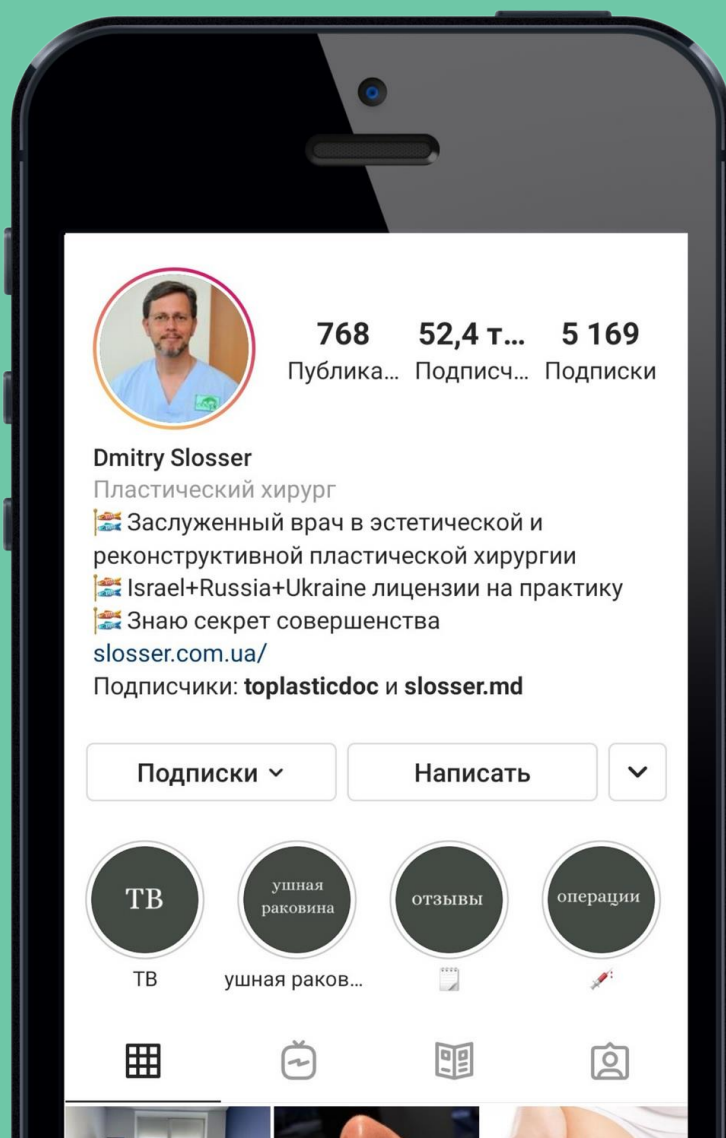 768 52,4 т... 5 169
Публика... Подписч... Подписки
Dmitry Slosser
Пластический хирург
Заслуженный врач в эстетической и
реконструктивной пластической хирургии
Israel+Russia+Ukraine лицензии на практику
Знаю секрет совершенства
slosser.com.ua/
Подписчики: toplasticdoc и slosser.md
Подписки Написать
ТВ ушная раковина отзывы операции
ТВ ушная раков...